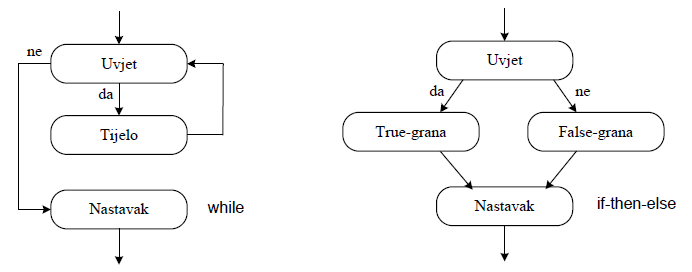 ne
Uvjet
da
Tijelo
Nastavak
while
Uvjet
da
ne
True-grana
False-grana
Nastavak
if-then-else